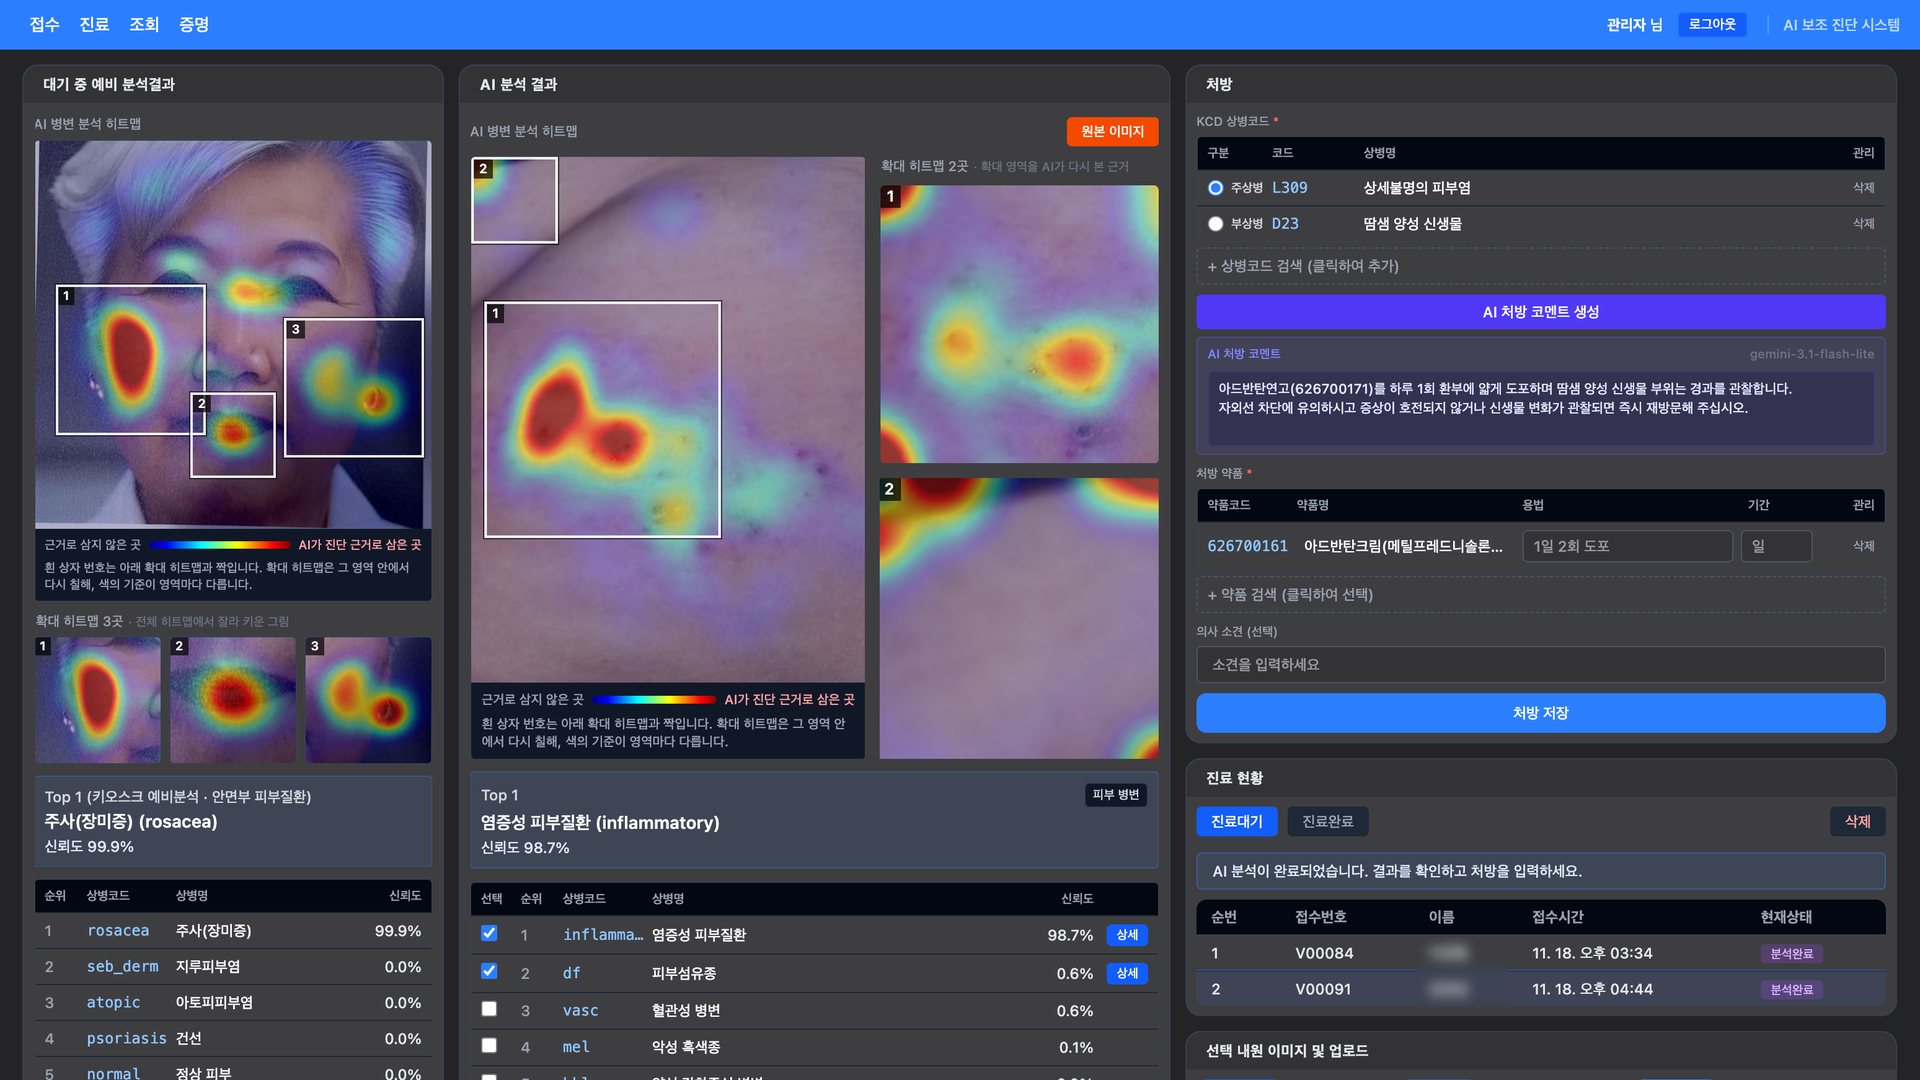 접수 진료 조회 증명
관리자 님 로그아웃 AI 보조 진단 시스템
대기 중 예비 분석결과
AI 병변 분석 히트맵
1
2
3
근거로 삼지 않은 곳 AI가 진단 근거로 삼은 곳
흰 상자 번호는 아래 확대 히트맵과 짝입니다. 확대 히트맵은 그 영역 안에서
다시 칠해, 색의 기준이 영역마다 다릅니다.
확대 히트맵 3곳 · 전체 히트맵에서 잘라 키운 그림
1 2 3
Top 1 (키오스크 예비분석 · 안면부 피부질환)
주사(장미증) (rosacea)
신뢰도 99.9%
순위 상병코드 상병명 신뢰도
1 rosacea 주사(장미증) 99.9%
2 seb_derm 지루피부염 0.0%
3 atopic 아토피피부염 0.0%
4 psoriasis 건선 0.0%
5 normal 정상 피부 0.0%
AI 분석 결과
AI 병변 분석 히트맵 원본 이미지
2
1
확대 히트맵 2곳 · 확대 영역을 AI가 다시 본 근거
1
2
근거로 삼지 않은 곳 AI가 진단 근거로 삼은 곳
흰 상자 번호는 아래 확대 히트맵과 짝입니다. 확대 히트맵은 그 영역 안
에서 다시 칠해, 색의 기준이 영역마다 다릅니다.
Top 1 피부 병변
염증성 피부질환 (inflammatory)
신뢰도 98.7%
선택 순위 상병코드 상병명 신뢰도
1 inflamma… 염증성 피부질환 98.7% 상세
2 df 피부섬유종 0.6% 상세
3 vasc 혈관성 병변 0.6%
4 mel 악성 흑색종 0.1%
처방
KCD 상병코드 *
구분 코드 상병명 관리
주상병 L309 상세불명의 피부염 삭제
부상병 D23 땀샘 양성 신생물 삭제
+ 상병코드 검색 (클릭하여 추가)
AI 처방 코멘트 생성
AI 처방 코멘트 gemini-3.1-flash-lite
아드반탄연고(626700171)를 하루 1회 환부에 얇게 도포하며 땀샘 양성 신생물 부위는 경과를 관찰합니다.
자외선 차단에 유의하시고 증상이 호전되지 않거나 신생물 변화가 관찰되면 즉시 재방문해 주십시오.
처방 약품 *
약품코드 약품명 용법 기간 관리
626700161 아드반탄크림(메틸프레드니솔론… 1일 2회 도포 일 삭제
+ 약품 검색 (클릭하여 선택)
의사 소견 (선택)
소견을 입력하세요
처방 저장
진료 현황
진료대기 진료완료 삭제
AI 분석이 완료되었습니다. 결과를 확인하고 처방을 입력하세요.
순번 접수번호 이름 접수시간 현재상태
1 V00084 11. 18. 오후 03:34 분석완료
2 V00091 11. 18. 오후 04:44 분석완료
선택 내원 이미지 및 업로드